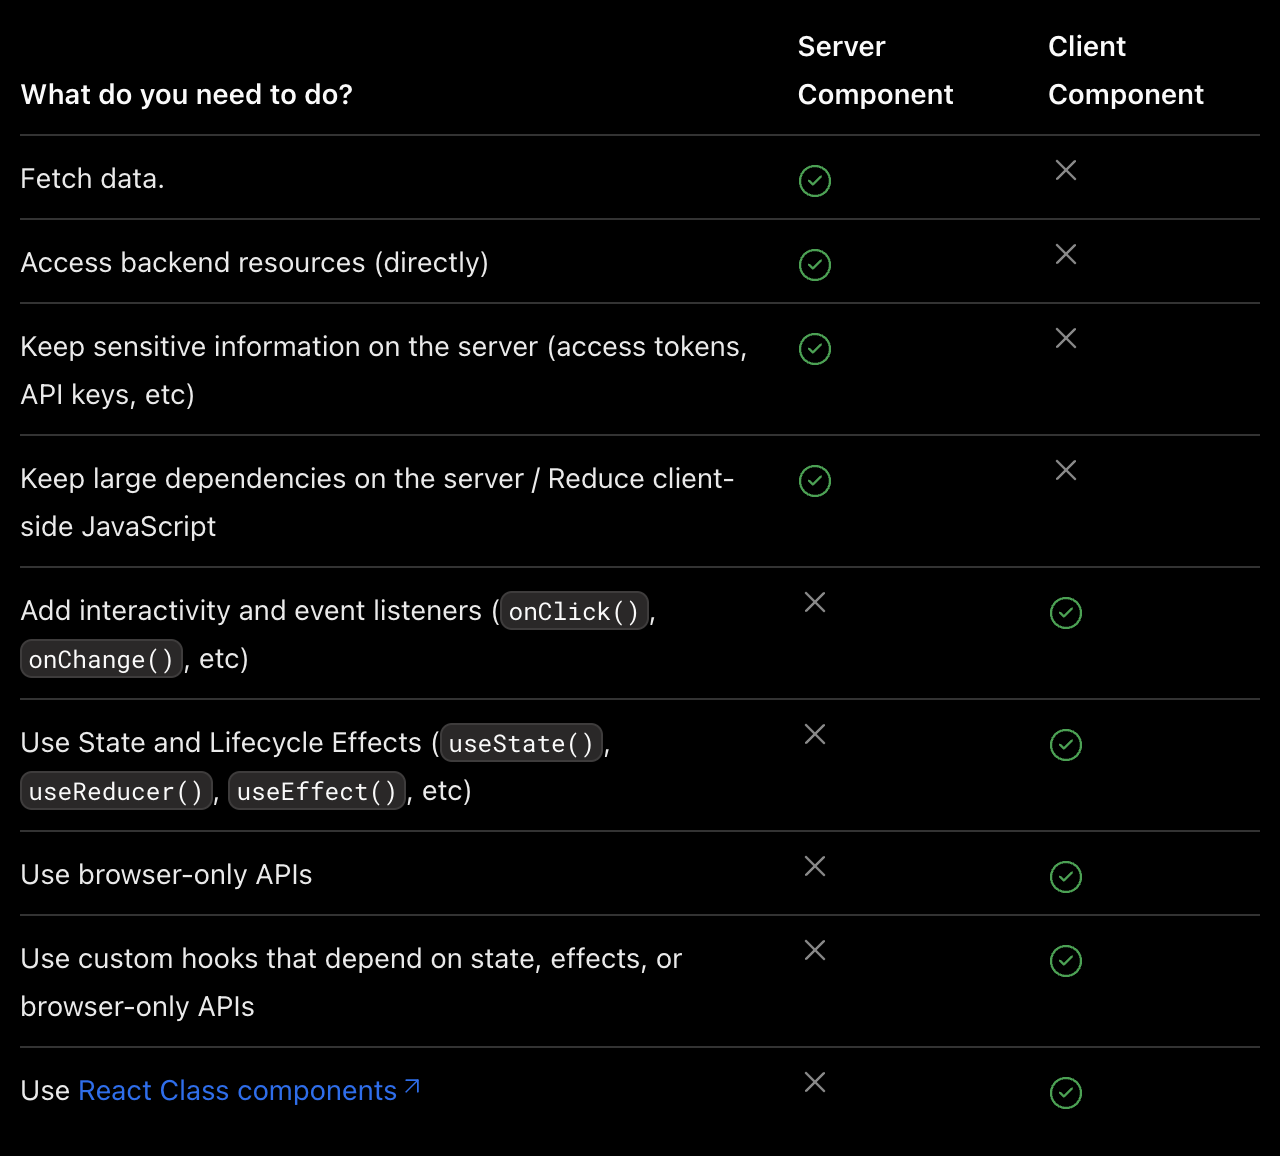 Server Component
Client Component
What do you need to do?
Fetch data.
Access backend resources (directly)
Keep sensitive information on the server (access tokens,
API keys, etc)
Keep large dependencies on the server / Reduce client-
side JavaScript
Add interactivity and event listeners (onClick(),
onChange(), etc)
Use State and Lifecycle Effects (useState(),
useReducer(), useEffect(), etc)
Use browser-only APIs
Use custom hooks that depend on state, effects, or
browser-only APIs
Use React Class components